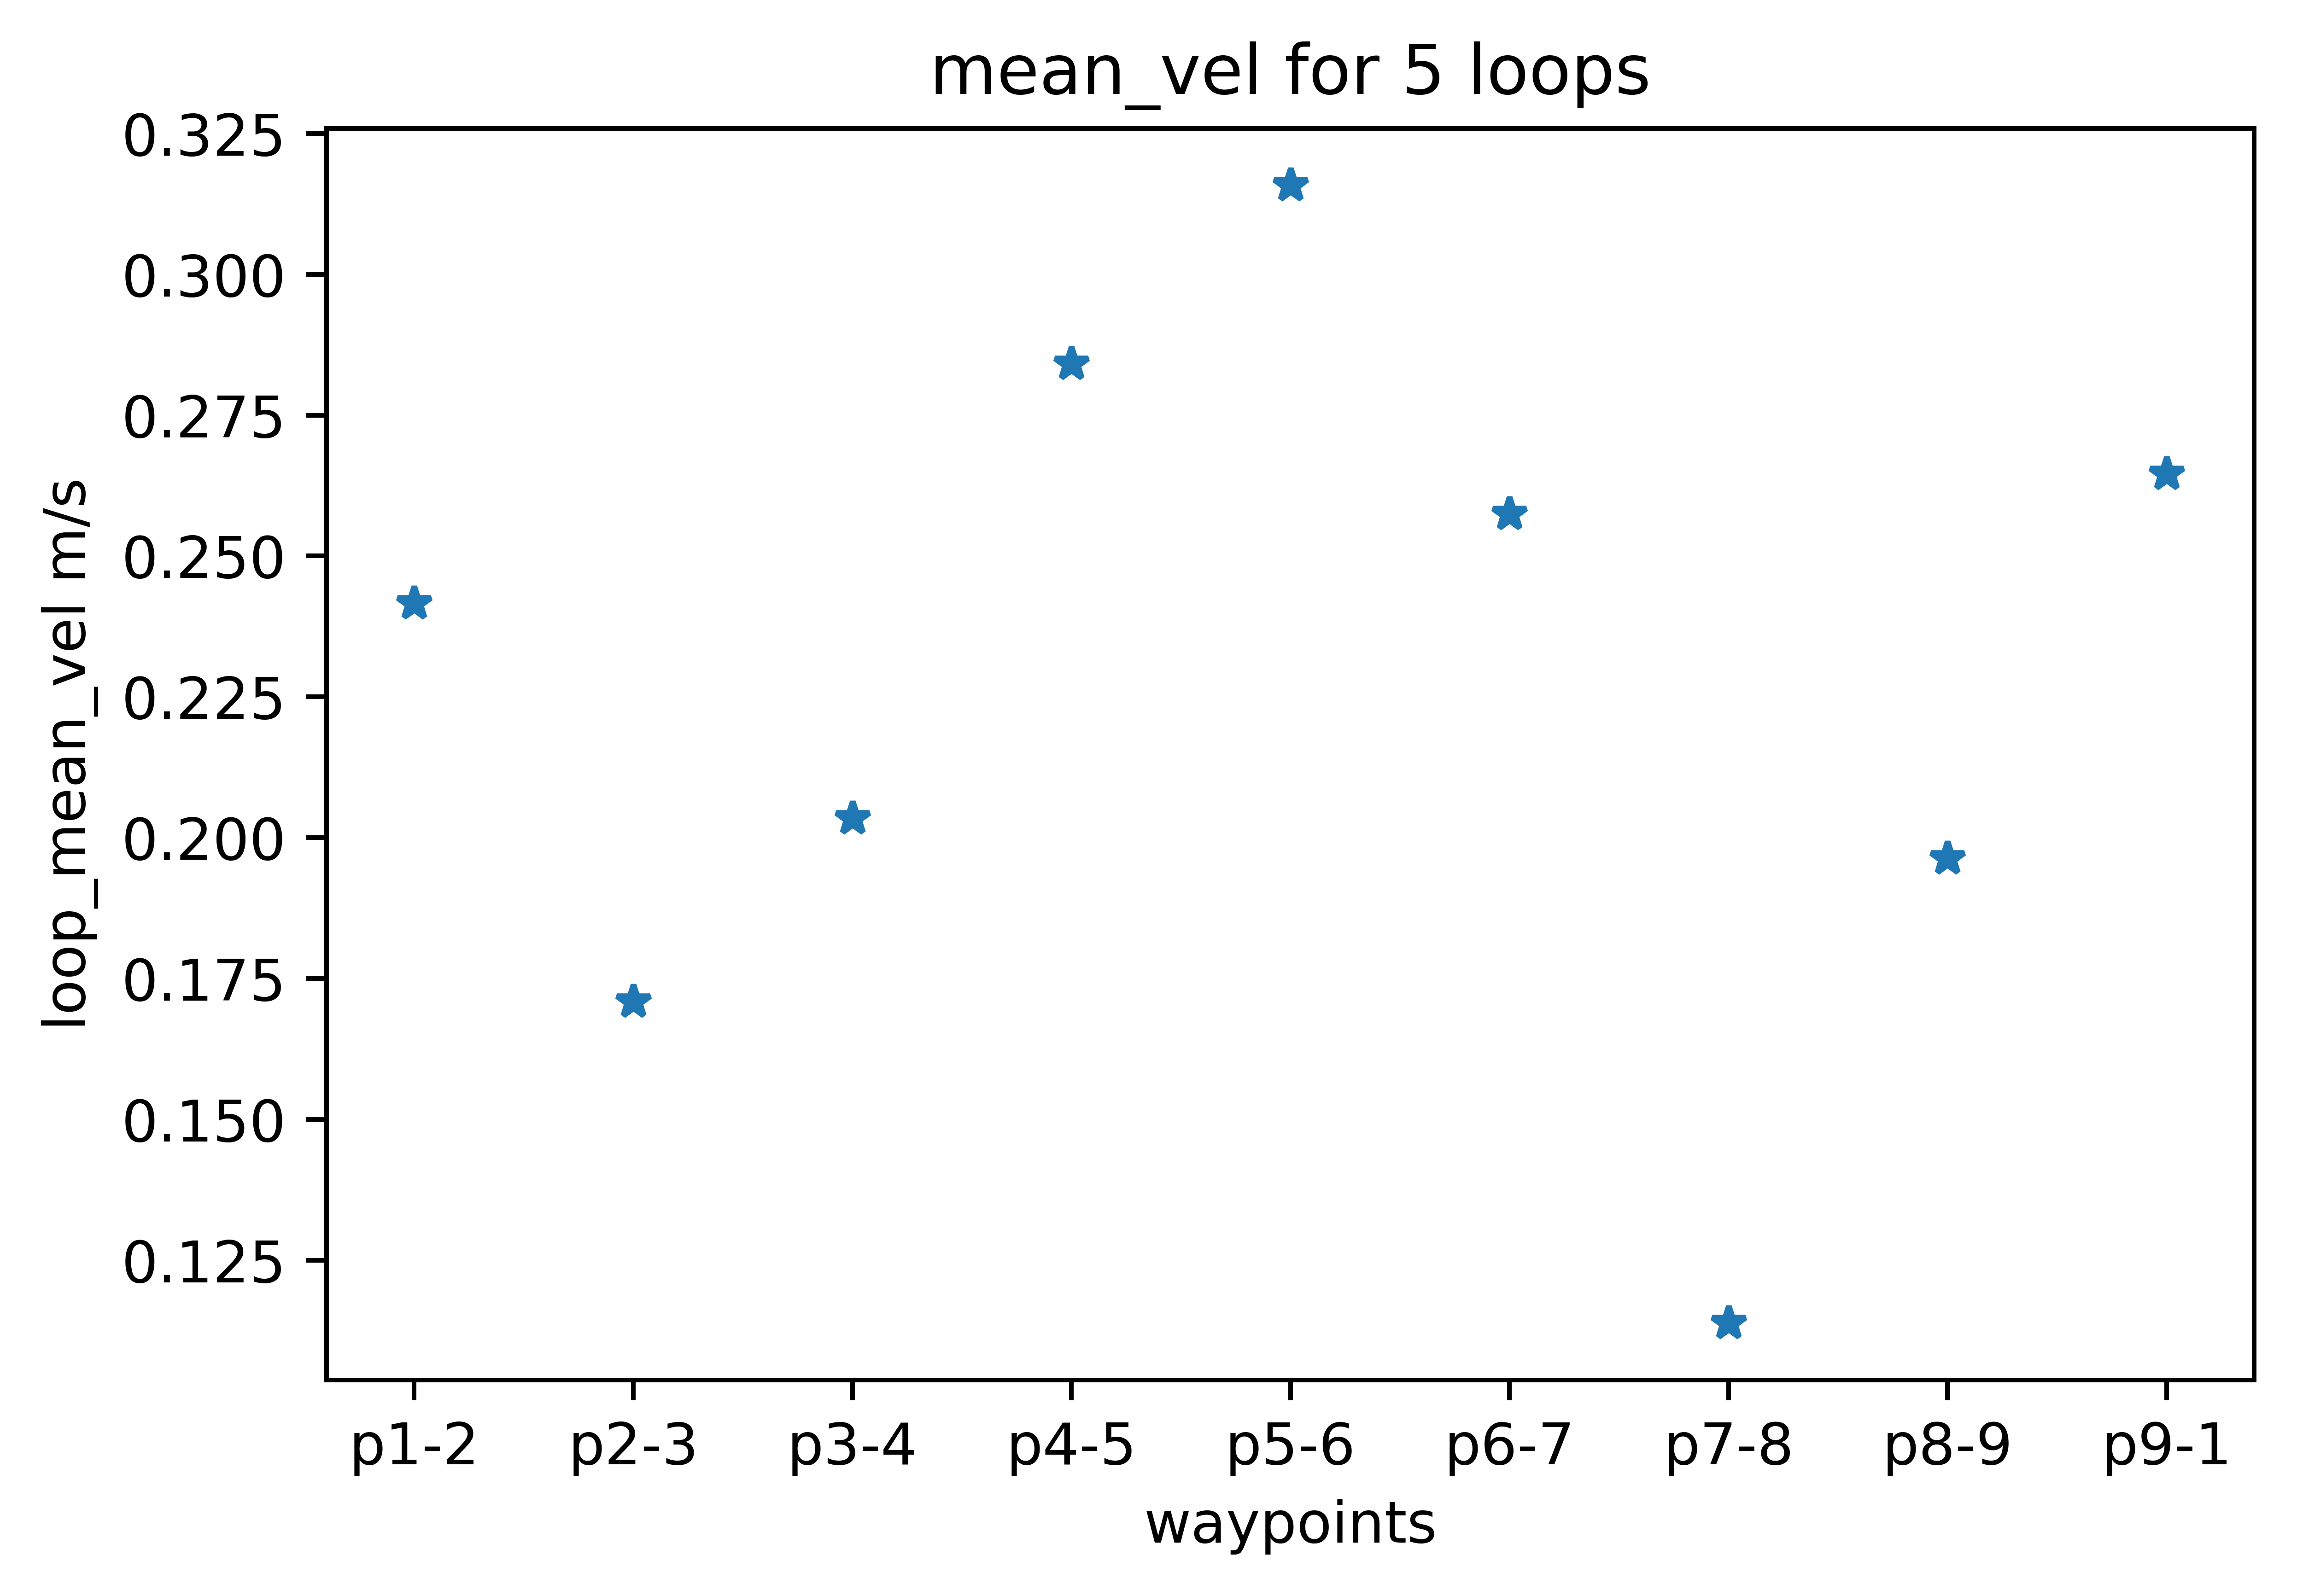 mean_vel for 5 loops
0.325
0.300
0.275
0.250
0.225
0.200
0.175
0.150
0.125
loop_mean_vel m/s
p1-2 p2-3 p3-4 p4-5 p5-6 p6-7 p7-8 p8-9 p9-1
waypoints